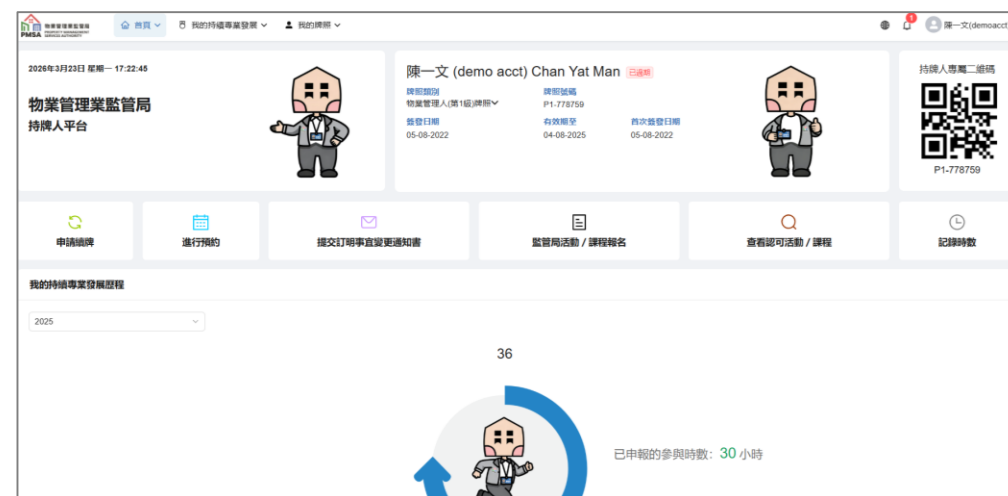 物業管理業監管局
PMSA PROPERTY MANAGEMENT SERVICES AUTHORITY
首頁
我的持續專業發展
我的牌照
1
陳一文(demoacct)
2026年3月23日 星期一 17:22:45
物業管理業監管局
持牌人平台
陳一文 (demo acct) Chan Yat Man 已過期
牌照類別 牌照號碼
物業管理人(第1級)牌照 P1-778759
簽發日期 有效期至 首次簽發日期
05-08-2022 04-08-2025 05-08-2022
持牌人專屬二維碼
P1-778759
申請續牌
進行預約
提交訂明事宜變更通知書
監管局活動 / 課程報名
查看認可活動 / 課程
記錄時數
我的持續專業發展歷程
2025
36
已申報的參與時數: 30 小時